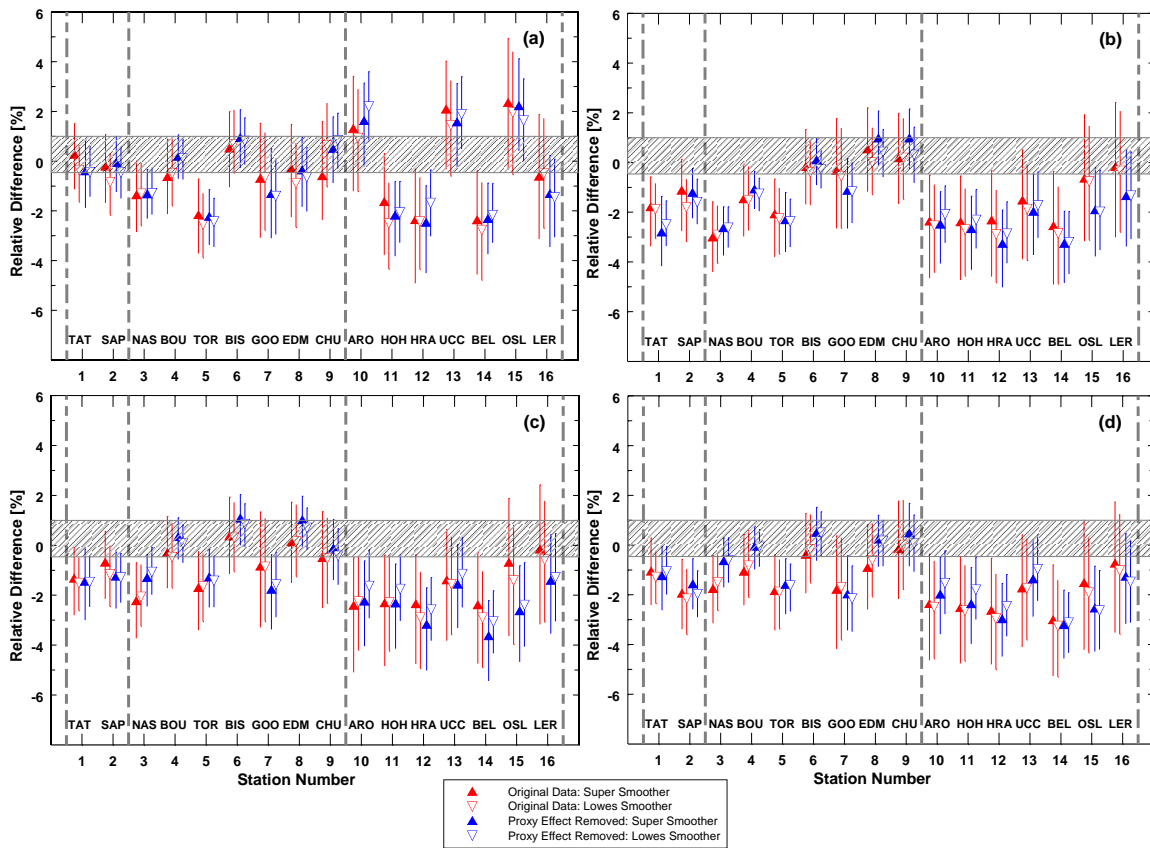 (a)
Relative Difference [%]
6
4
2
0
-2
-4
-6
TAT SAP NAS BOU TOR BIS GOO EDM CHU ARO HOH HRA UCC BEL OSL LER
1 2 3 4 5 6 7 8 9 10 11 12 13 14 15 16
(b)
Relative Difference [%]
6
4
2
0
-2
-4
-6
TAT SAP NAS BOU TOR BIS GOO EDM CHU ARO HOH HRA UCC BEL OSL LER
1 2 3 4 5 6 7 8 9 10 11 12 13 14 15 16
(c)
Relative Difference [%]
6
4
2
0
-2
-4
-6
TAT SAP NAS BOU TOR BIS GOO EDM CHU ARO HOH HRA UCC BEL OSL LER
1 2 3 4 5 6 7 8 9 10 11 12 13 14 15 16
Station Number
(d)
Relative Difference [%]
6
4
2
0
-2
-4
-6
TAT SAP NAS BOU TOR BIS GOO EDM CHU ARO HOH HRA UCC BEL OSL LER
1 2 3 4 5 6 7 8 9 10 11 12 13 14 15 16
Station Number
Original Data: Super Smoother
Original Data: Lowes Smoother
Proxy Effect Removed: Super Smoother
Proxy Effect Removed: Lowes Smoother